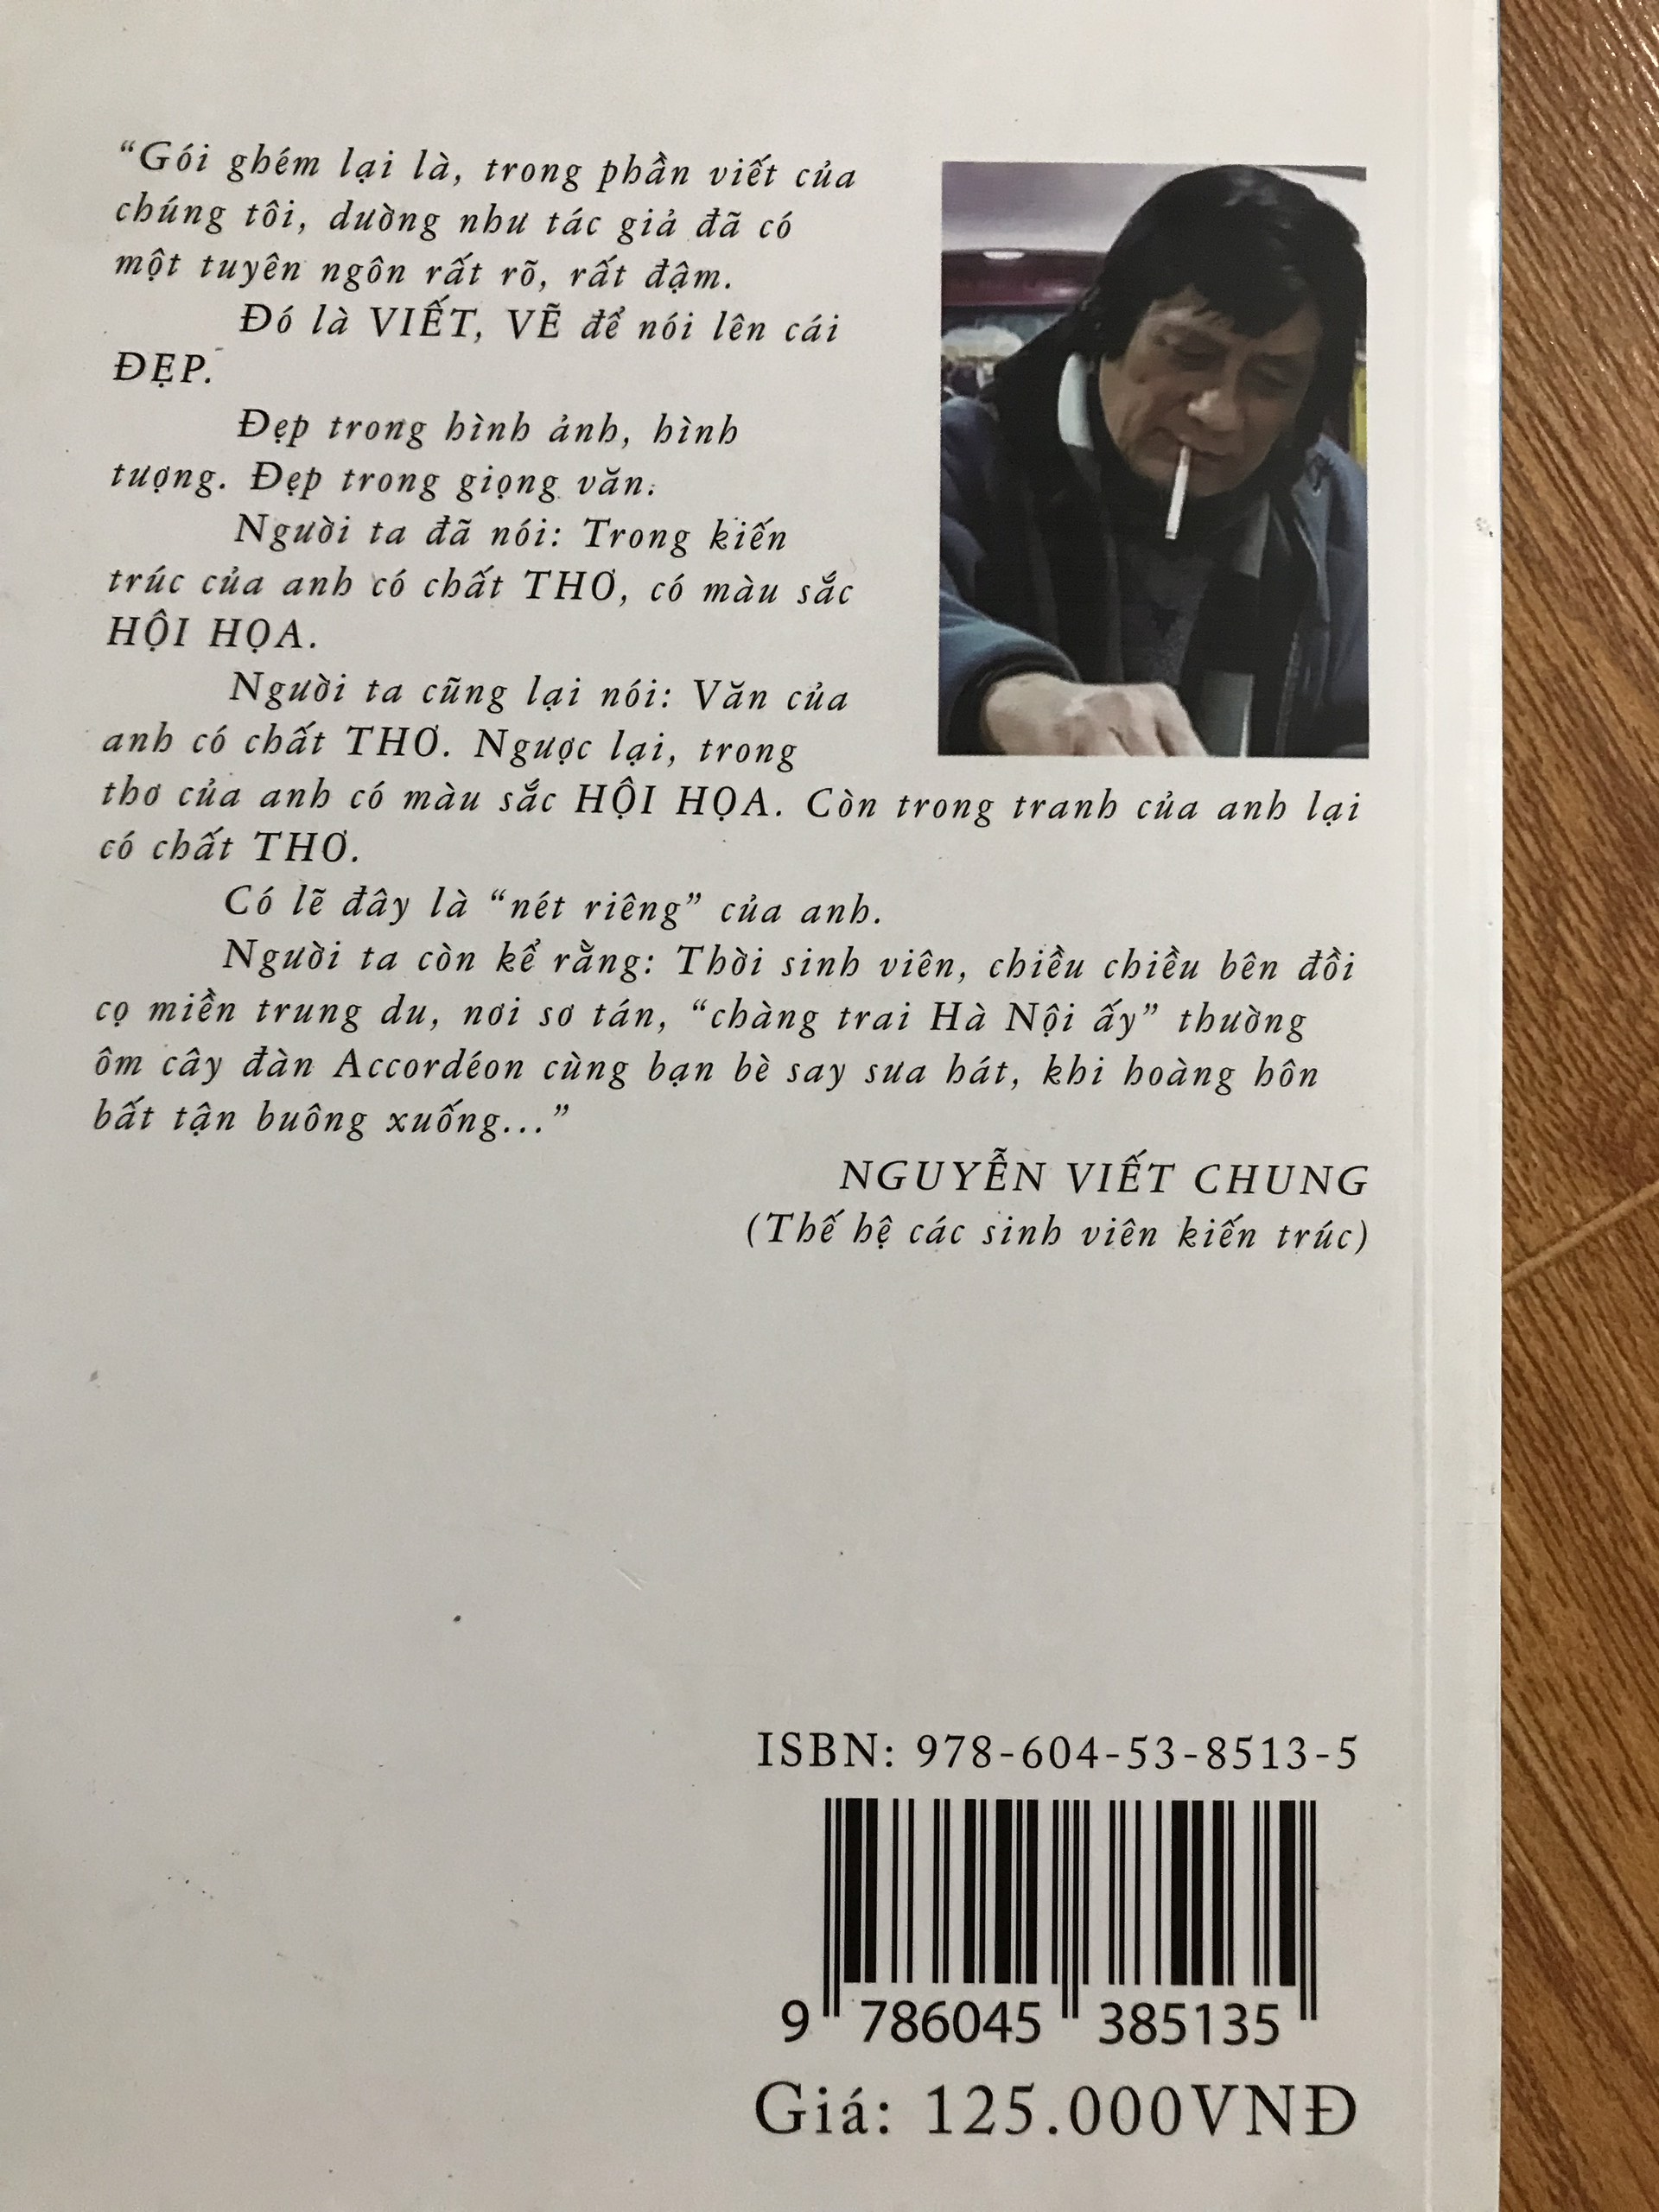 “Gói ghém lại là, trong phần viết của
chúng tôi, dường như tác giả đã có
một tuyên ngôn rất rõ, rất đậm.
Đó là VIẾT, VẼ để nói lên cái
ĐẸP.
Đẹp trong hình ảnh, hình
tượng. Đẹp trong giọng văn.
Người ta đã nói: Trong kiến
trúc của anh có chất THƠ, có màu sắc
HỘI HỌA.
Người ta cũng lại nói: Văn của
anh có chất THƠ. Ngược lại, trong
thơ của anh có màu sắc HỘI HỌA. Còn trong tranh của anh lại
có chất THƠ.
Có lẽ đây là “nét riêng” của anh.
Người ta còn kể rằng: Thời sinh viên, chiều chiều bên đồi
cọ miền trung du, nơi sơ tán, “chàng trai Hà Nội ấy” thường
ôm cây đàn Accordéon cùng bạn bè say sưa hát, khi hoàng hôn
bất tận buông xuống...”
NGUYỄN VIẾT CHUNG
(Thế hệ các sinh viên kiến trúc)
ISBN: 978-604-53-8513-5
9 786045 385135
Giá: 125.000VNĐ